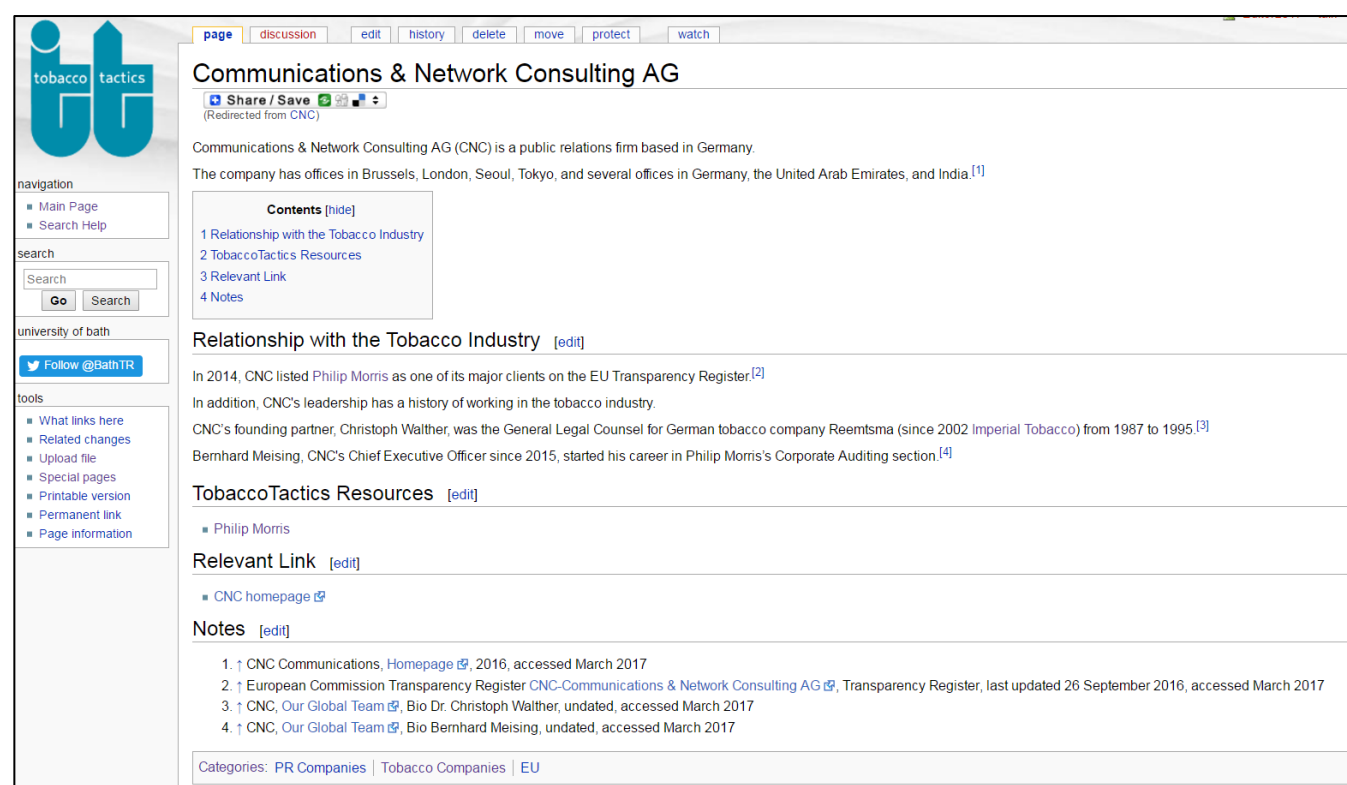 page discussion edit history delete move protect watch
tobacco tactics
Communications & Network Consulting AG
Share / Save
(Redirected from CNC)
Communications & Network Consulting AG (CNC) is a public relations firm based in Germany.
The company has offices in Brussels, London, Seoul, Tokyo, and several offices in Germany, the United Arab Emirates, and India.[1]
Contents [hide]
1 Relationship with the Tobacco Industry
2 TobaccoTactics Resources
3 Relevant Link
4 Notes
navigation
Main Page
Search Help
search
Search
Go Search
university of bath
Follow @BathTR
tools
What links here
Related changes
Upload file
Special pages
Printable version
Permanent link
Page information
Relationship with the Tobacco Industry [edit]
In 2014, CNC listed Philip Morris as one of its major clients on the EU Transparency Register.[2]
In addition, CNC's leadership has a history of working in the tobacco industry.
CNC's founding partner, Christoph Walther, was the General Legal Counsel for German tobacco company Reemtsma (since 2002 Imperial Tobacco) from 1987 to 1995.[3]
Bernhard Meising, CNC's Chief Executive Officer since 2015, started his career in Philip Morris's Corporate Auditing section.[4]
TobaccoTactics Resources [edit]
Philip Morris
Relevant Link [edit]
CNC homepage
Notes [edit]
1. ↑ CNC Communications, Homepage, 2016, accessed March 2017
2. ↑ European Commission Transparency Register CNC-Communications & Network Consulting AG, Transparency Register, last updated 26 September 2016, accessed March 2017
3. ↑ CNC, Our Global Team, Bio Dr. Christoph Walther, undated, accessed March 2017
4. ↑ CNC, Our Global Team, Bio Bernhard Meising, undated, accessed March 2017
Categories: PR Companies | Tobacco Companies | EU